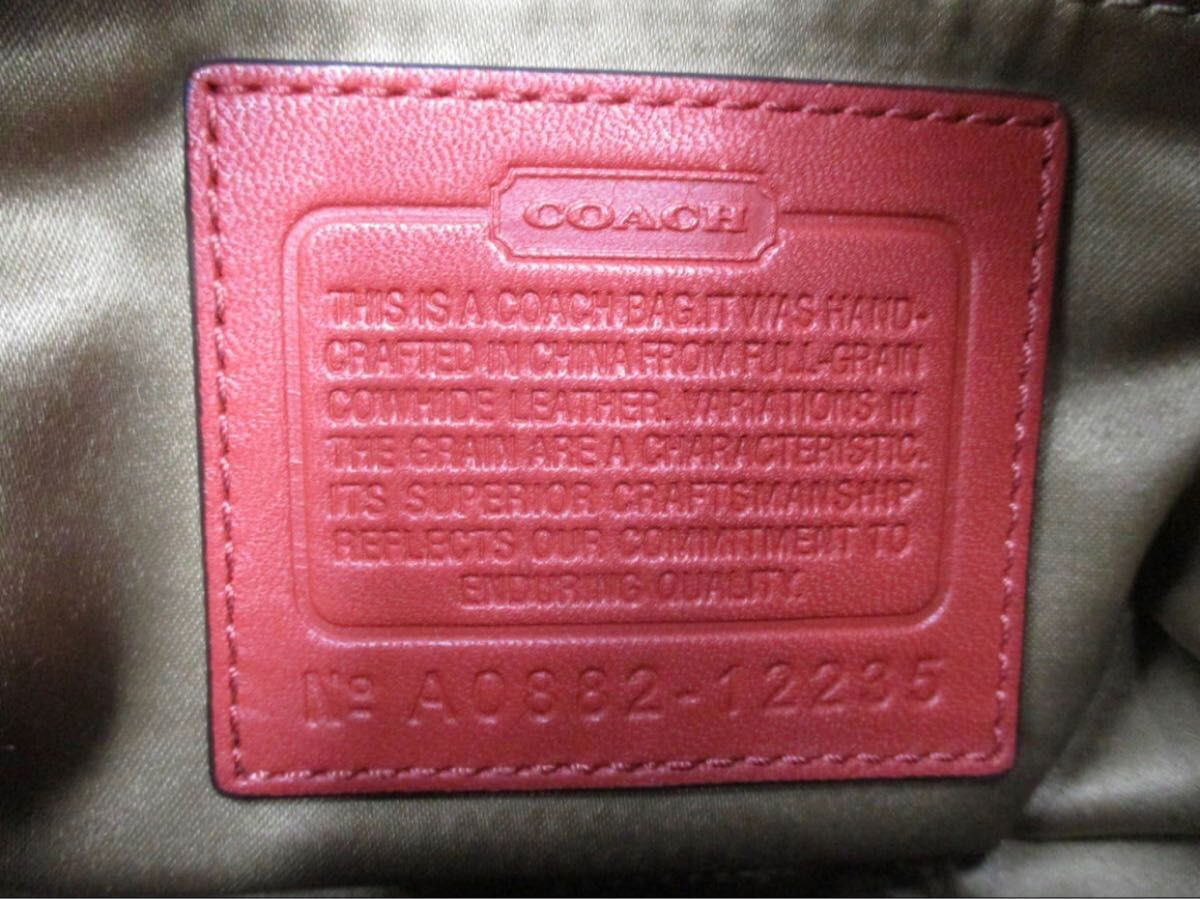 COACH
THIS IS A COACH BAG. IT WAS HAND-
CRAFTED IN CHINA FROM FULL-GRAIN
COWHIDE LEATHER. VARIATIONS IN
THE GRAIN ARE A CHARACTERISTIC.
ITS SUPERIOR CRAFTSMANSHIP
REFLECTS OUR COMMITMENT TO
ENDURING QUALITY.
Nº A0882-12235